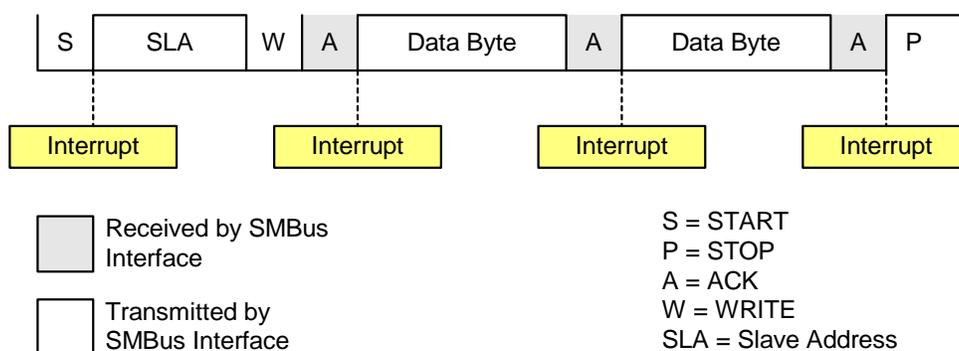 S SLA W A Data Byte A Data Byte A P
Interrupt Interrupt Interrupt Interrupt
Received by SMBus
Interface
Transmitted by
SMBus Interface
S = START
P = STOP
A = ACK
W = WRITE
SLA = Slave Address